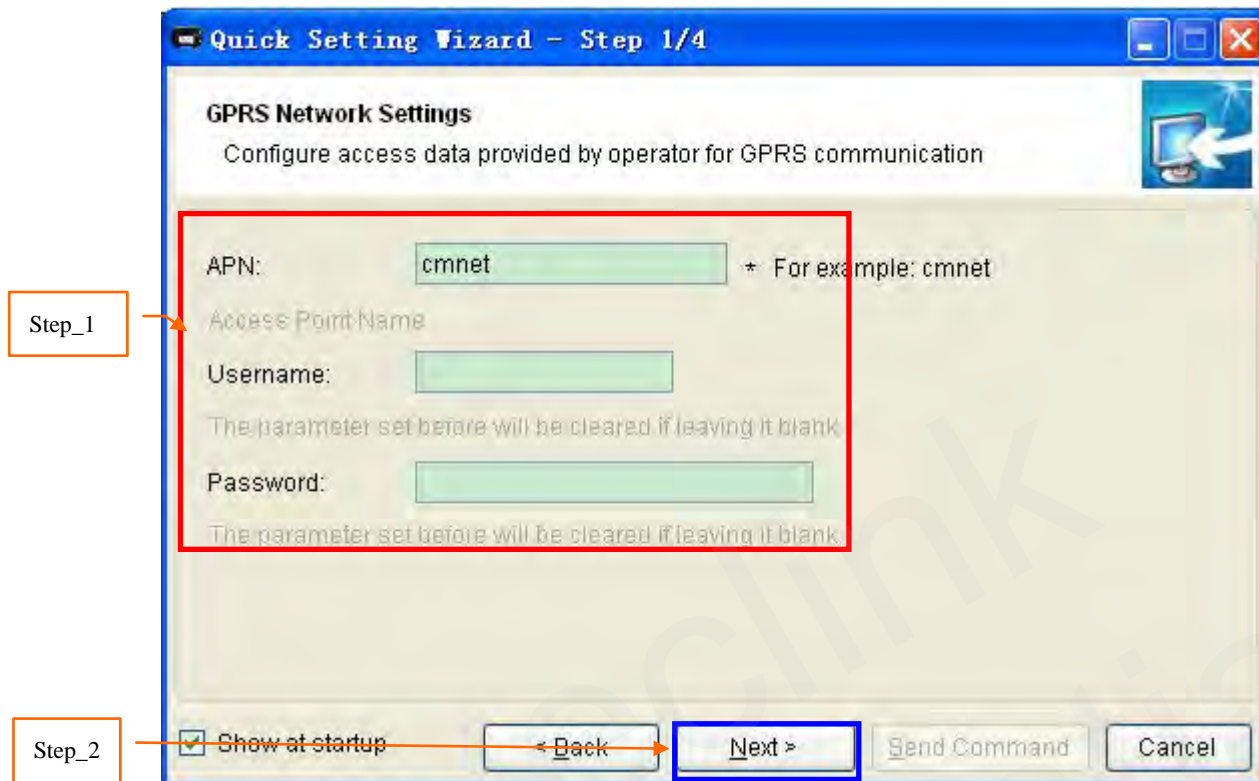 Quick Setting Wizard - Step 1/4
GPRS Network Settings
Configure access data provided by operator for GPRS communication
APN: cmnet * For example: cmnet
Step_1
Access Point Name
Username:
The parameter set before will be cleared if leaving it blank
Password:
The parameter set before will be cleared if leaving it blank
Step_2
Show at startup < Back Next > Send Command Cancel